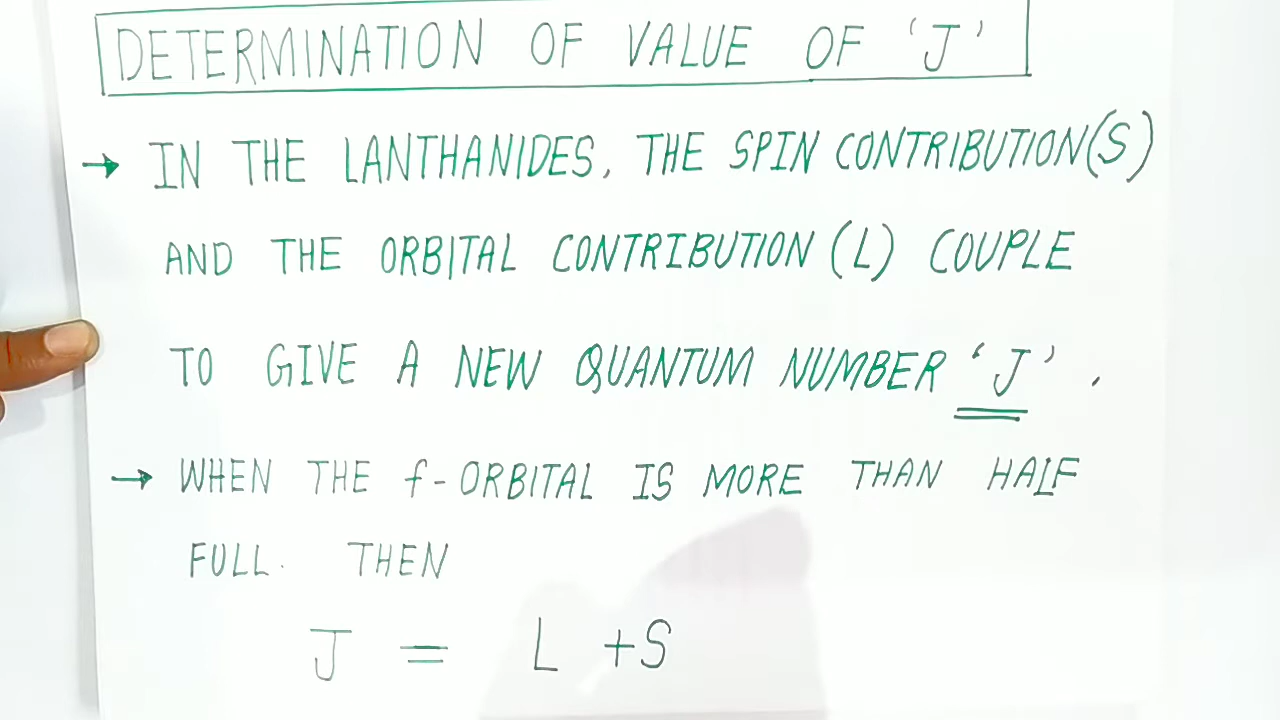 DETERMINATION OF VALUE OF 'J'
→ IN THE LANTHANIDES, THE SPIN CONTRIBUTION(S)
AND THE ORBITAL CONTRIBUTION (L) COUPLE
TO GIVE A NEW QUANTUM NUMBER 'J'.
→ WHEN THE f-ORBITAL IS MORE THAN HALF
FULL. THEN
J = L +S